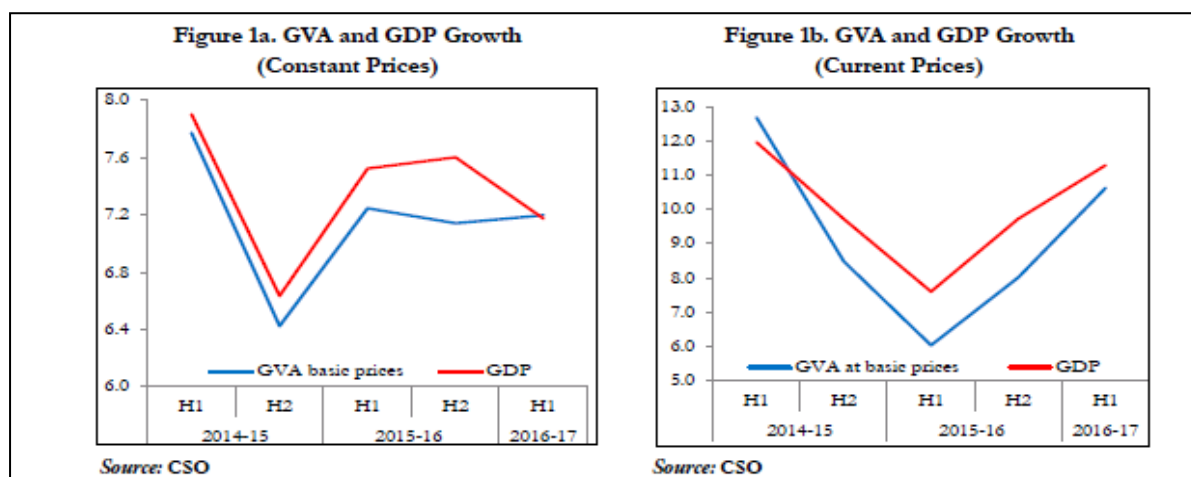 Figure 1a. GVA and GDP Growth
(Constant Prices)
8.0
7.6
7.2
6.8
6.4
6.0
GVA basic prices GDP
H1 H2 H1 H2 H1
2014-15 2015-16 2016-17
Source: CSO
Figure 1b. GVA and GDP Growth
(Current Prices)
13.0
12.0
11.0
10.0
9.0
8.0
7.0
6.0
5.0
GVA at basic prices GDP
H1 H2 H1 H2 H1
2014-15 2015-16 2016-17
Source: CSO